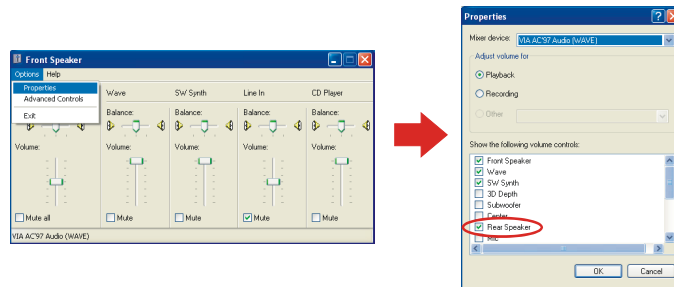 Front Speaker
Options Help
Properties
Advanced Controls
Exit
Wave SW Synth Line In CD Player
Balance: Balance: Balance: Balance:
Volume: Volume: Volume: Volume: Volume:
Mute all Mute Mute Mute Mute
VIA AC'97 Audio (WAVE)
Properties
Mixer device: VIA AC'97 Audio (WAVE)
Adjust volume for
Playback
Recording
Other
Show the following volume controls:
Front Speaker
Wave
SW Synth
3D Depth
Subwoofer
Center
Rear Speaker
Mic
OK Cancel